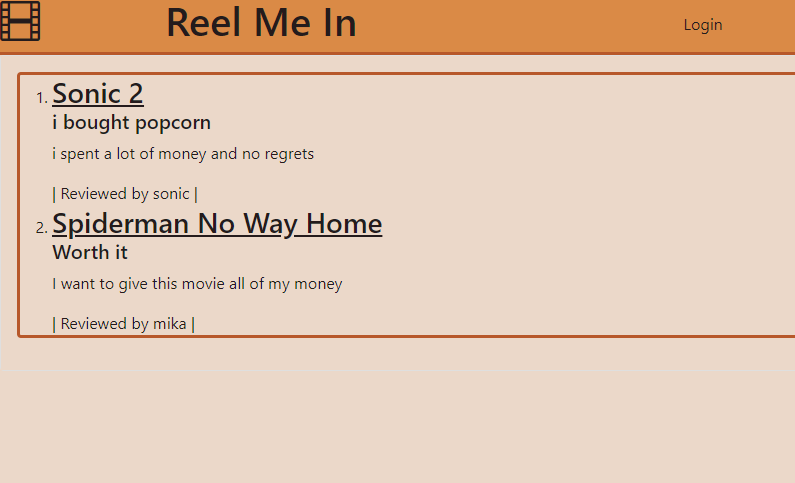 Reel Me In
Login
1. Sonic 2
i bought popcorn
i spent a lot of money and no regrets
| Reviewed by sonic |
2. Spiderman No Way Home
Worth it
I want to give this movie all of my money
| Reviewed by mika |